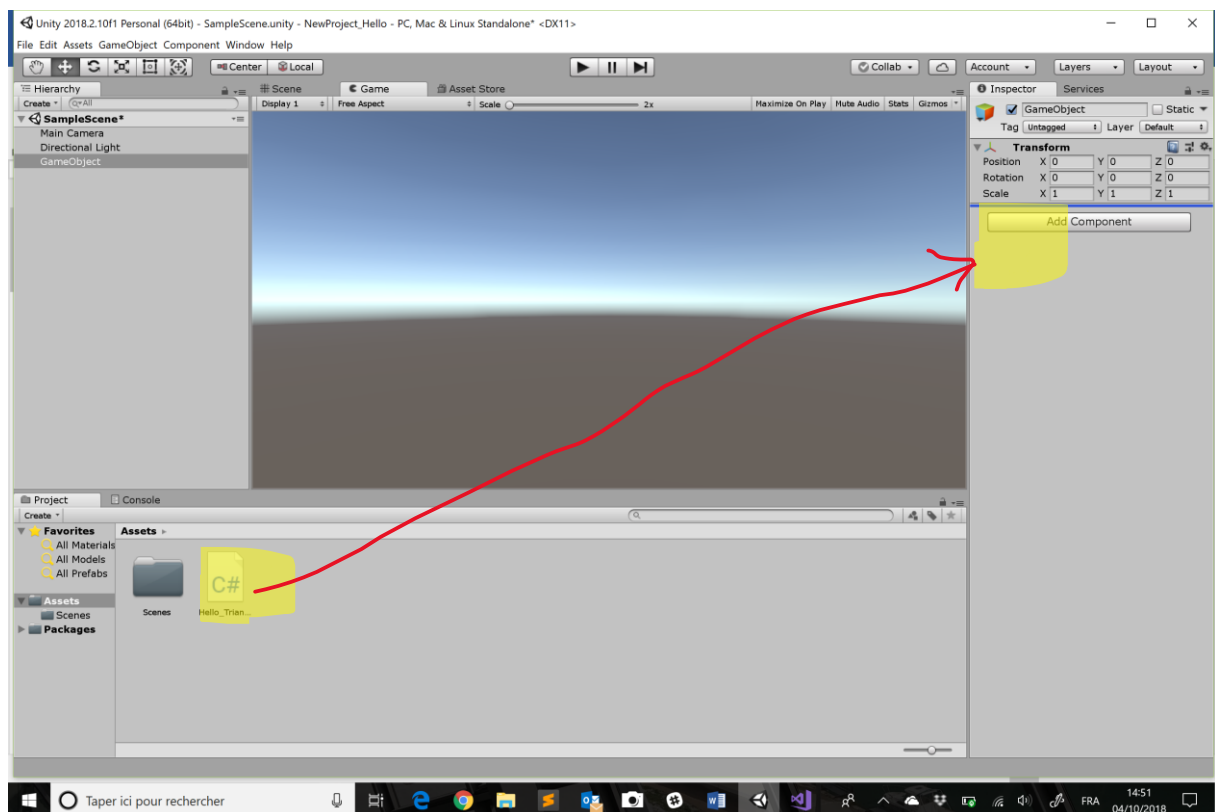 Unity 2018.2.10f1 Personal (64bit) - SampleScene.unity - NewProject_Hello - PC, Mac & Linux Standalone* <DX11>
File Edit Assets GameObject Component Window Help
Center Local Collab Account Layers Layout
Hierarchy Scene Game Asset Store Inspector Services
Create All Display 1 Free Aspect Scale 2x Maximize On Play Mute Audio Stats Gizmos
GameObject Static
SampleScene*
Main Camera
Directional Light
GameObject
Tag Untagged Layer Default
Transform
Position X 0 Y 0 Z 0
Rotation X 0 Y 0 Z 0
Scale X 1 Y 1 Z 1
Add Component
Project Console
Create
Favorites
All Materials
All Models
All Prefabs
Assets
Scenes
Packages
Assets
C#
Scenes Hello_Trian...
Taper ici pour rechercher
FRA
14:51
04/10/2018